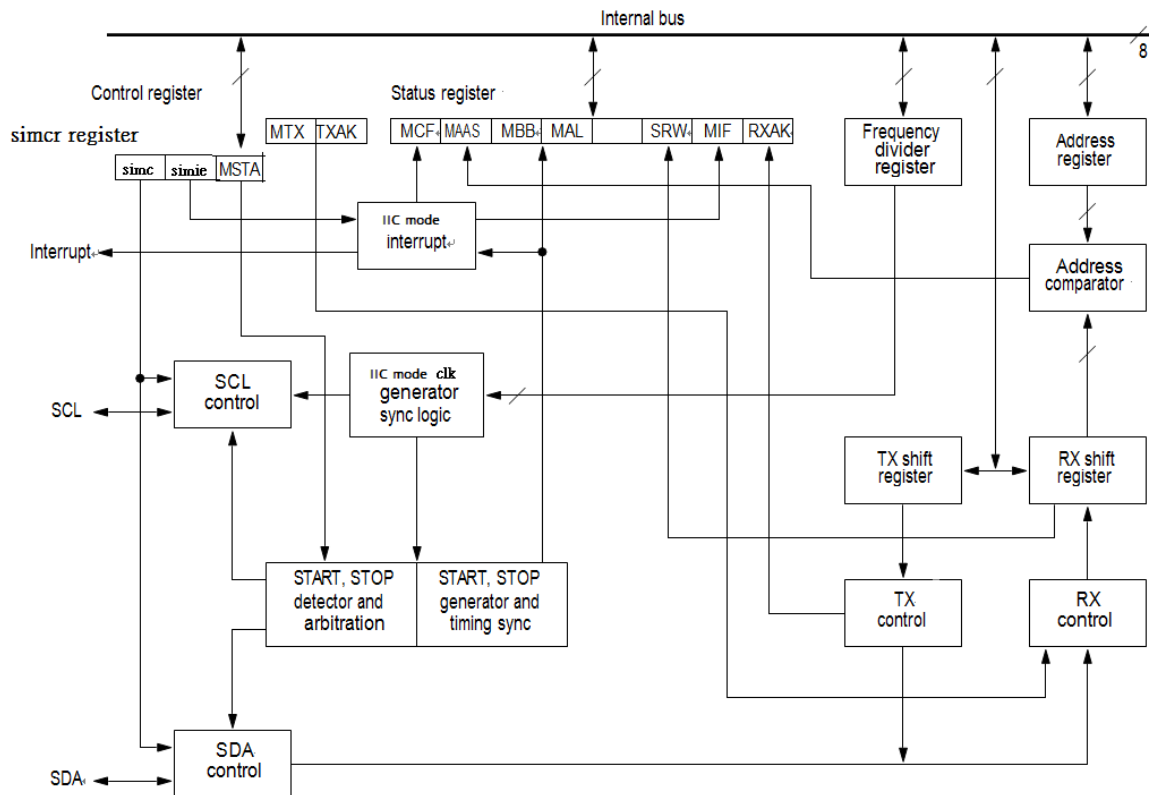 Internal bus
8
Control register
Status register
simcr register
MTX TXAK
MCF MAAS MBB MAL SRW MIF RXAK
Frequency
divider
register
Address
register
simc simie MSTA
IIC mode
interrupt
Interrupt
Address
comparator
SCL
control
IIC mode clk
generator
sync logic
SCL
TX shift
register
RX shift
register
START, STOP
detector and
arbitration
START, STOP
generator and
timing sync
TX
control
RX
control
SDA
control
SDA